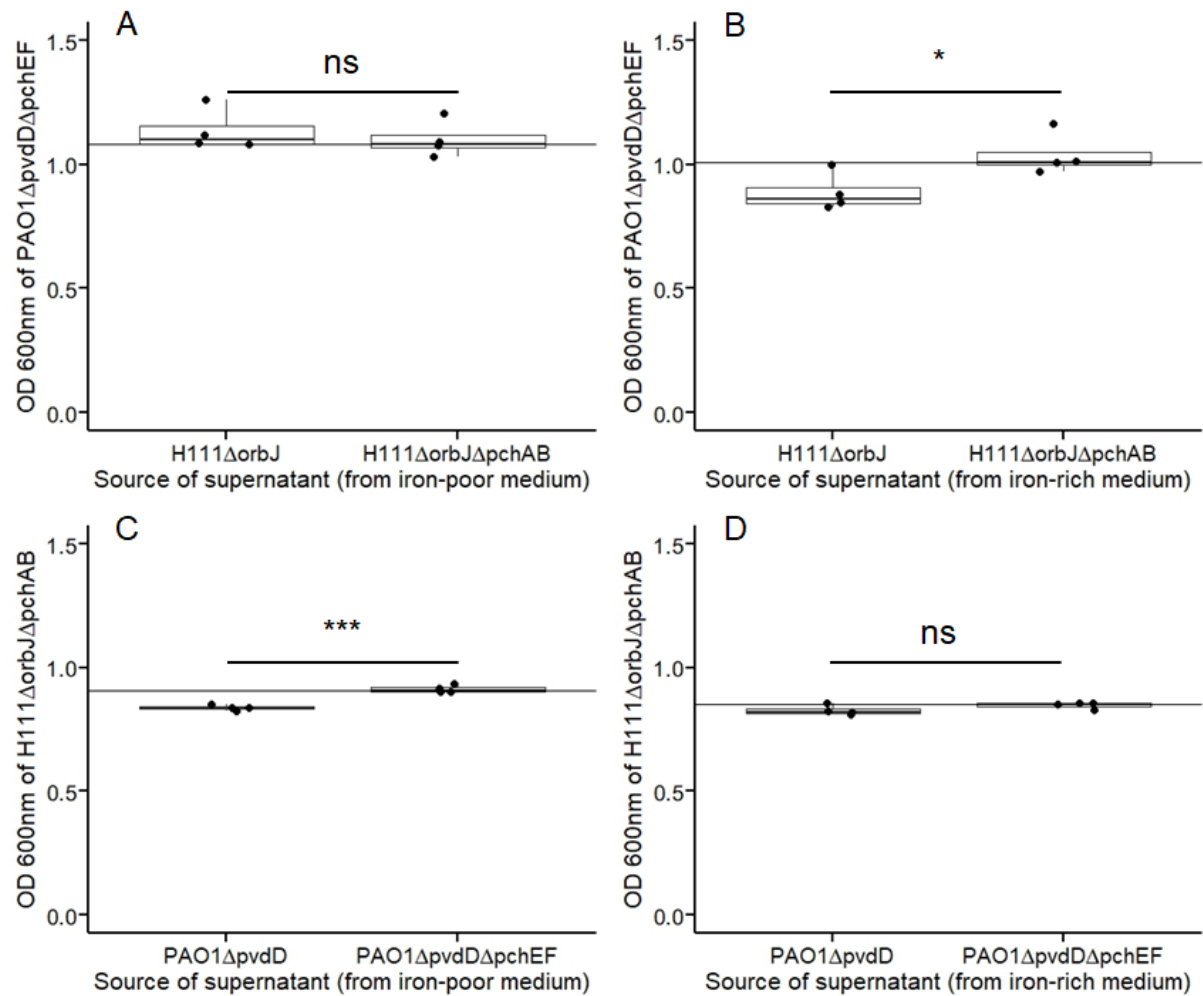 A
OD 600nm of PAO1ΔpvdDΔpchEF
1.5
1.0
0.5
0.0
ns
H111ΔorbJ
H111ΔorbJΔpchAB
Source of supernatant (from iron-poor medium)
B
OD 600nm of PAO1ΔpvdDΔpchEF
1.5
1.0
0.5
0.0
*
H111ΔorbJ
H111ΔorbJΔpchAB
Source of supernatant (from iron-rich medium)
C
OD 600nm of H111ΔorbJΔpchAB
1.5
1.0
0.5
0.0
***
PAO1ΔpvdD
PAO1ΔpvdDΔpchEF
Source of supernatant (from iron-poor medium)
D
OD 600nm of H111ΔorbJΔpchAB
1.5
1.0
0.5
0.0
ns
PAO1ΔpvdD
PAO1ΔpvdDΔpchEF
Source of supernatant (from iron-rich medium)